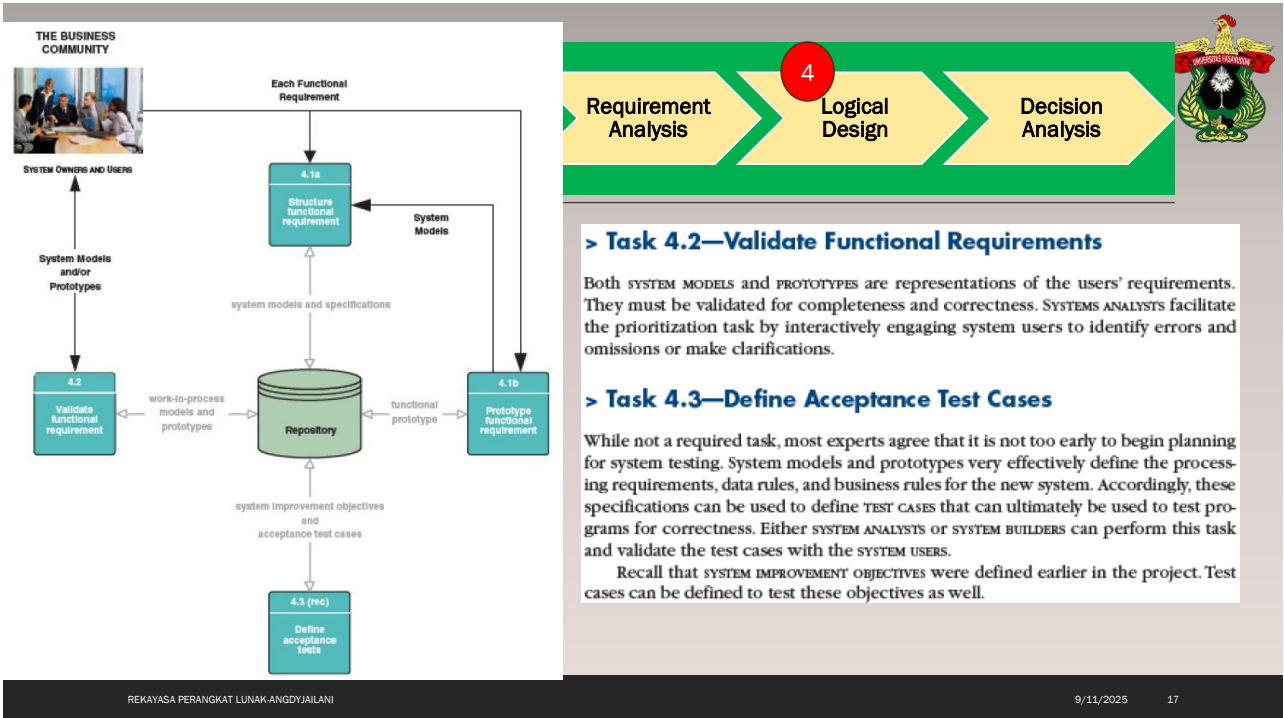 THE BUSINESS
COMMUNITY
SYSTEM OWNERS AND USERS
Each Functional
Requirement
4.1a
Structure
functional
requirement
System
Models
System Models
and/or
Prototypes
system models and specifications
4.2
Validate
functional
requirement
work-in-process
models and
prototypes
Repository
functional
prototype
4.1b
Prototype
functional
requirement
system improvement objectives
and
acceptance test cases
4.3 (rec)
Define
acceptance
tests
Requirement
Analysis
4
Logical
Design
Decision
Analysis
UNIVERSITAS HASANUDDIN
> Task 4.2—Validate Functional Requirements
Both SYSTEM MODELS and PROTOTYPES are representations of the users' requirements.
They must be validated for completeness and correctness. SYSTEMS ANALYSTS facilitate
the prioritization task by interactively engaging system users to identify errors and
omissions or make clarifications.
> Task 4.3—Define Acceptance Test Cases
While not a required task, most experts agree that it is not too early to begin planning
for system testing. System models and prototypes very effectively define the process-
ing requirements, data rules, and business rules for the new system. Accordingly, these
specifications can be used to define TEST CASES that can ultimately be used to test pro-
grams for correctness. Either SYSTEM ANALYSTS or SYSTEM BUILDERS can perform this task
and validate the test cases with the SYSTEM USERS.
Recall that SYSTEM IMPROVEMENT OBJECTIVES were defined earlier in the project. Test
cases can be defined to test these objectives as well.
REKAYASA PERANGKAT LUNAK-ANGDYJAILANI
9/11/2025
17